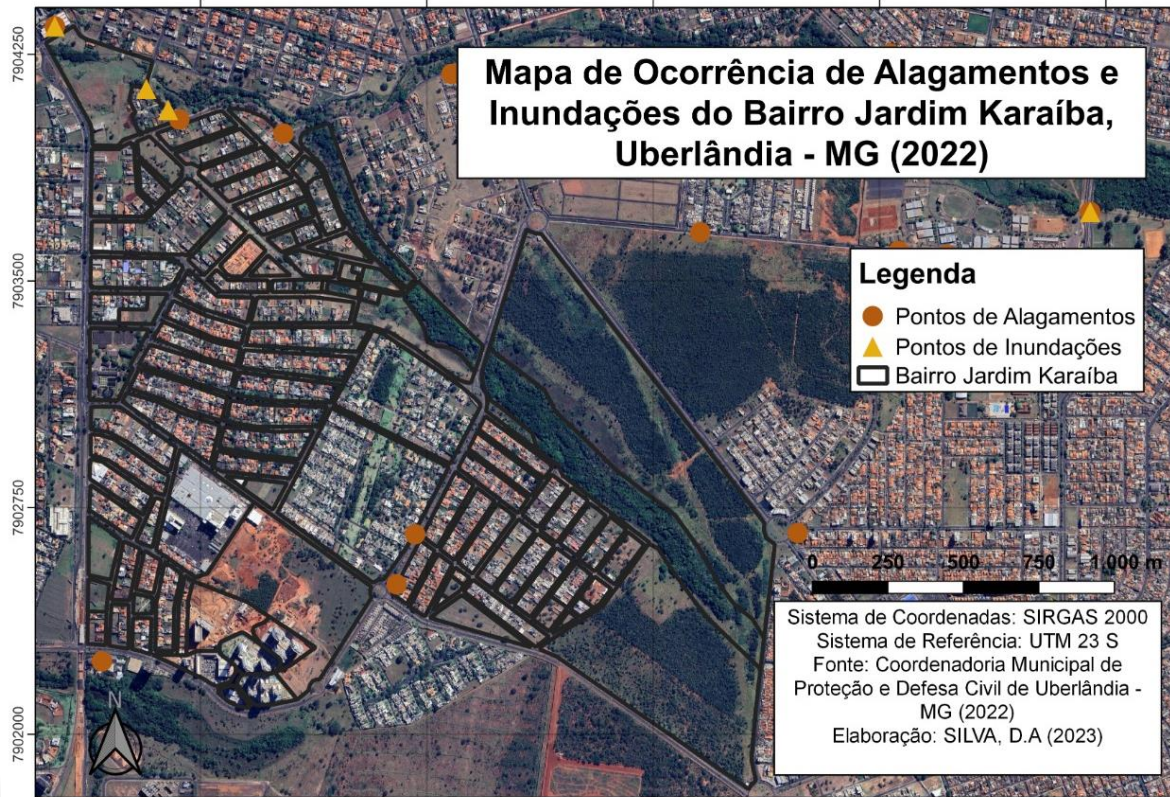 Mapa de Ocorrência de Alagamentos e
Inundações do Bairro Jardim Karaíba,
Uberlândia - MG (2022)
7904250
7903500
7902750
7902000
Legenda
Pontos de Alagamentos
Pontos de Inundações
Bairro Jardim Karaíba
0 250 500 750 1.000 m
Sistema de Coordenadas: SIRGAS 2000
Sistema de Referência: UTM 23 S
Fonte: Coordenadoria Municipal de
Proteção e Defesa Civil de Uberlândia -
MG (2022)
Elaboração: SILVA, D.A (2023)
N